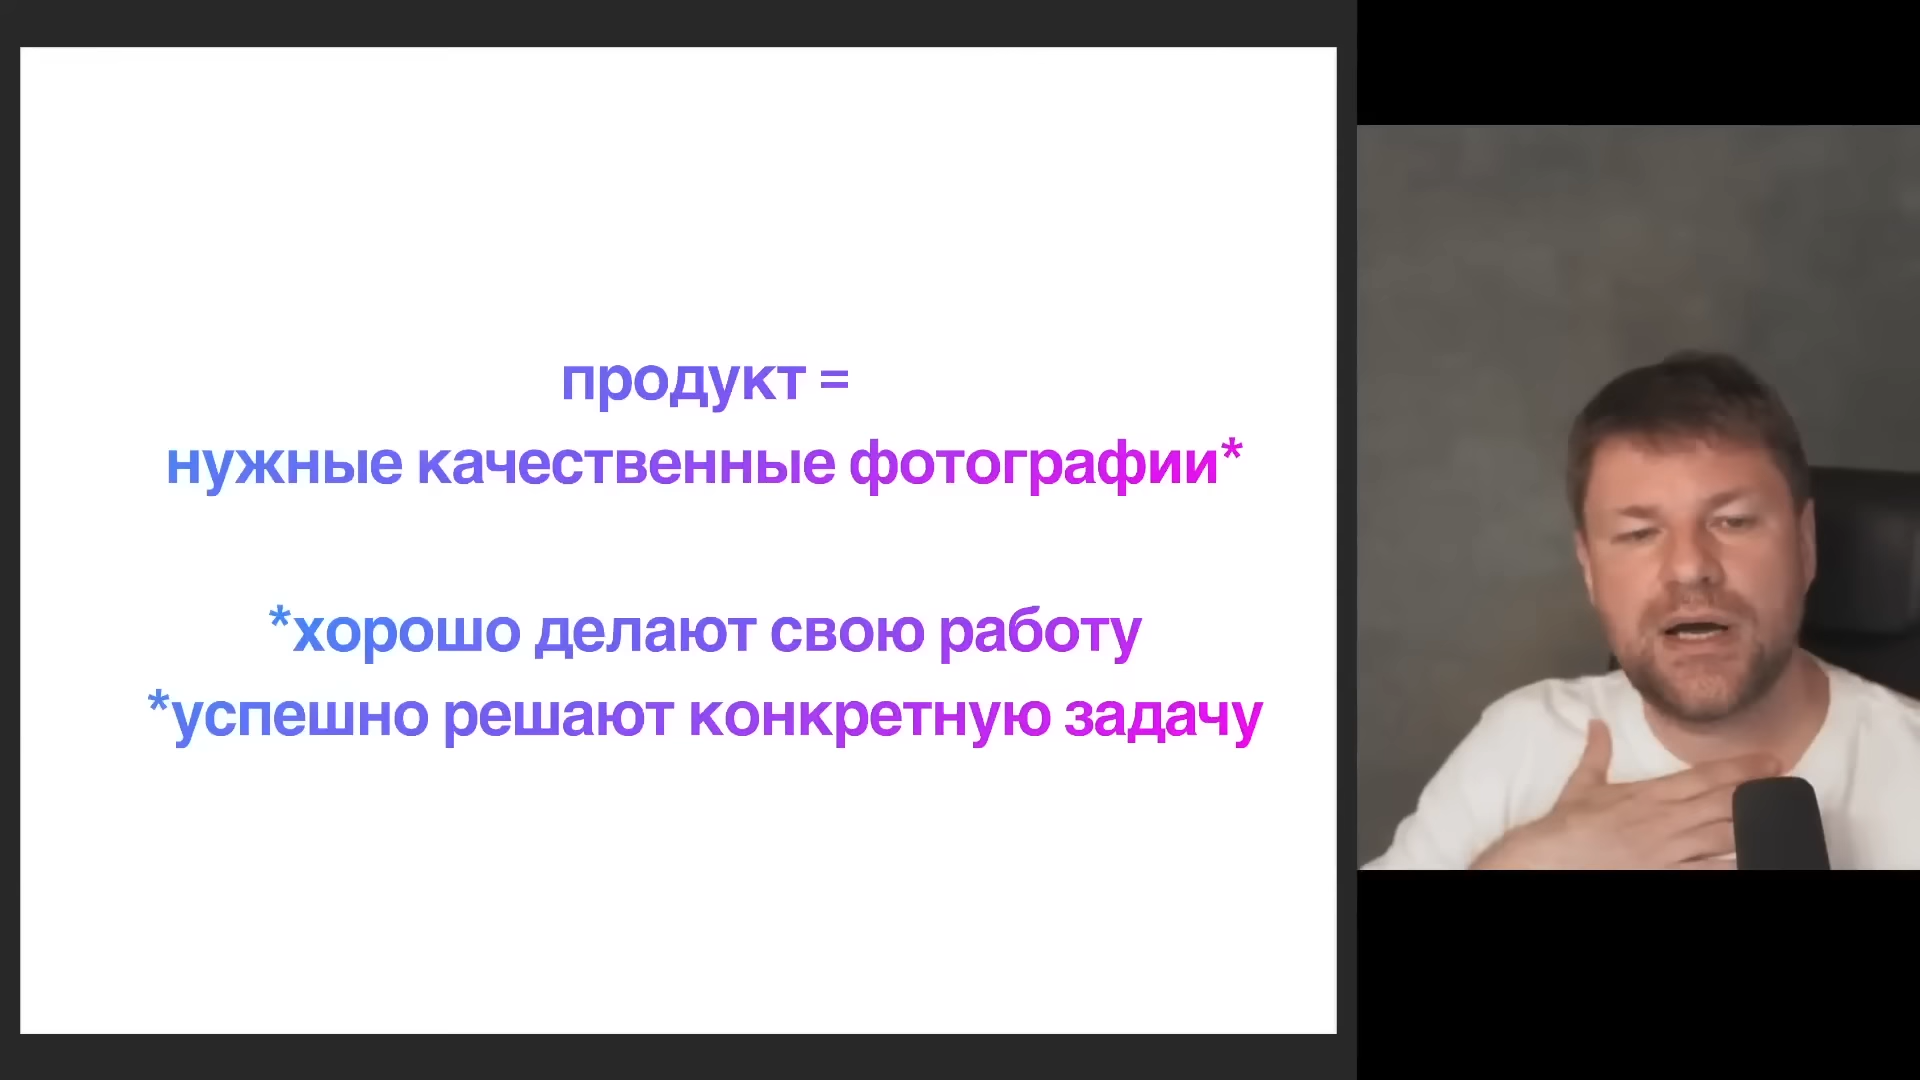 продукт =
нужные качественные фотографии*
*хорошо делают свою работу
*успешно решают конкретную задачу